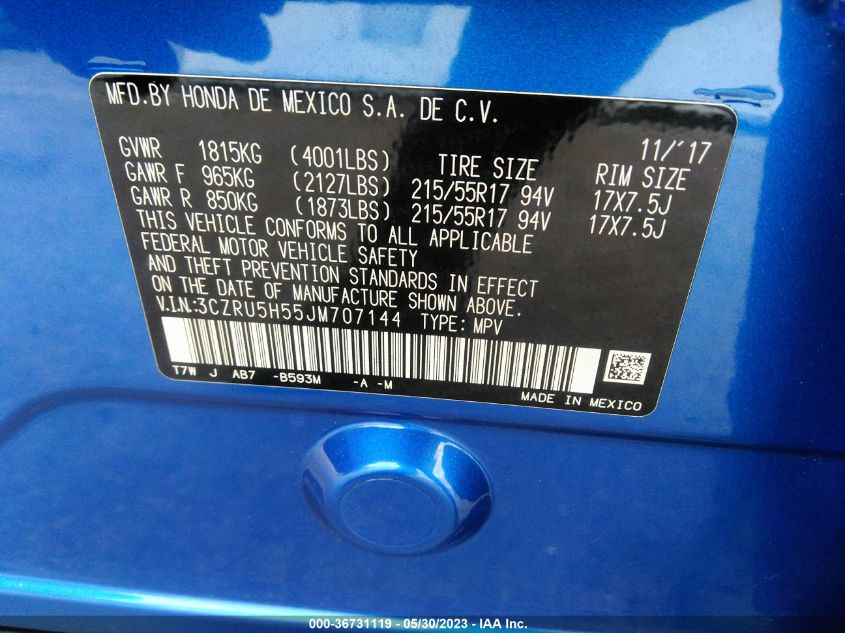 MFD.BY HONDA DE MEXICO S.A. DE C.V.
11/'17
GVWR 1815KG (4001LBS) TIRE SIZE RIM SIZE
GAWR F 965KG (2127LBS) 215/55R17 94V 17X7.5J
GAWR R 850KG (1873LBS) 215/55R17 94V 17X7.5J
THIS VEHICLE CONFORMS TO ALL APPLICABLE
FEDERAL MOTOR VEHICLE SAFETY
AND THEFT PREVENTION STANDARDS IN EFFECT
ON THE DATE OF MANUFACTURE SHOWN ABOVE.
V.I.N.:3CZRU5H55JM707144 TYPE: MPV
T7W J AB7 -B593M -A -M
MADE IN MEXICO
000-36731119 - 05/30/2023 - IAA Inc.